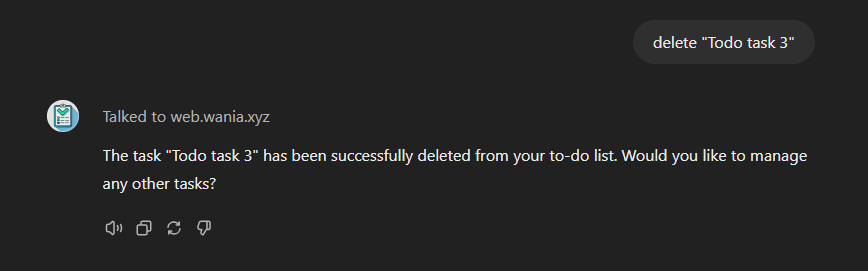 delete "Todo task 3"
Talked to web.wania.xyz
The task "Todo task 3" has been successfully deleted from your to-do list. Would you like to manage
any other tasks?